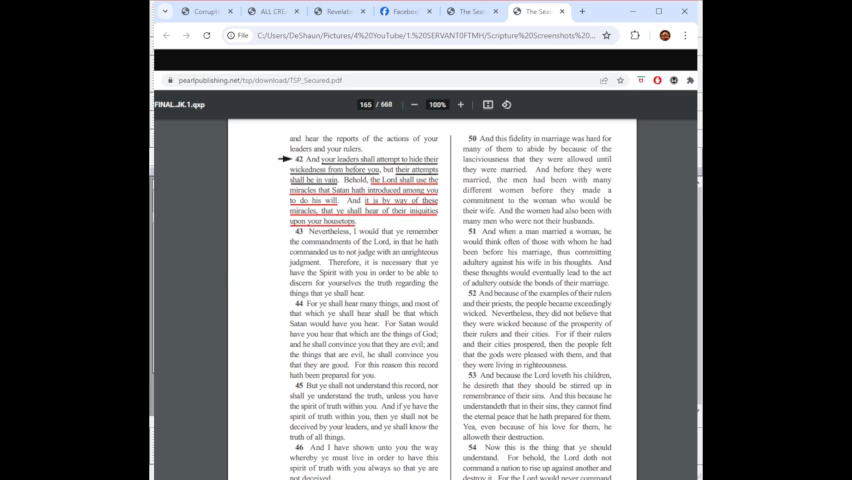 Corrupti
ALL CRE
Revelatio
Facebool
The Seal
The Seal
File
C:/Users/DeShaun/Pictures/4%20YouTube/1.%20SERVANT0FTMH/Scripture%20Screenshots%20...
pearlpublishing.net/tsp/download/TSP_Secured.pdf
FINAL.JK.1.qxp
165 / 668
100%
and hear the reports of the actions of your
leaders and your rulers.
42 And your leaders shall attempt to hide their
wickedness from before you, but their attempts
shall be in vain. Behold, the Lord shall use the
miracles that Satan hath introduced among you
to do his will. And it is by way of these
miracles, that ye shall hear of their iniquities
upon your housetops.
43 Nevertheless, I would that ye remember
the commandments of the Lord, in that he hath
commanded us to not judge with an unrighteous
judgment. Therefore, it is necessary that ye
have the Spirit with you in order to be able to
discern for yourselves the truth regarding the
things that ye shall hear.
44 For ye shall hear many things, and most of
that which ye shall hear shall be that which
Satan would have you hear. For Satan would
have you hear that which are the things of God;
and he shall convince you that they are evil; and
the things that are evil, he shall convince you
that they are good. For this reason this record
hath been prepared for you.
45 But ye shall not understand this record, nor
shall ye understand the truth, unless you have
the spirit of truth within you. And if ye have the
spirit of truth within you, then ye shall not be
deceived by your leaders, and ye shall know the
truth of all things.
46 And I have shown unto you the way
whereby ye must live in order to have this
spirit of truth with you always so that ye are
not deceived.
50 And this fidelity in marriage was hard for
many of them to abide by because of the
lasciviousness that they were allowed until
they were married. And before they were
married, the men had been with many
different women before they made a
commitment to the woman who would be
their wife. And the women had also been with
many men who were not their husbands.
51 And when a man married a woman, he
would think often of those with whom he had
been before his marriage, thus committing
adultery against his wife in his thoughts. And
these thoughts would eventually lead to the act
of adultery outside the bonds of their marriage.
52 And because of the examples of their rulers
and their priests, the people became exceedingly
wicked. Nevertheless, they did not believe that
they were wicked because of the prosperity of
their rulers and their cities. For if their rulers
and their cities prospered, then the people felt
that the gods were pleased with them, and that
they were living in righteousness.
53 And because the Lord loveth his children,
he desireth that they should be stirred up in
remembrance of their sins. And this because he
understandeth that in their sins, they cannot find
the eternal peace that he hath prepared for them.
Yea, even because of his love for them, he
alloweth their destruction.
54 Now this is the thing that ye should
understand. For behold, the Lord doth not
command a nation to rise up against another and
destroy it. For the Lord would never command